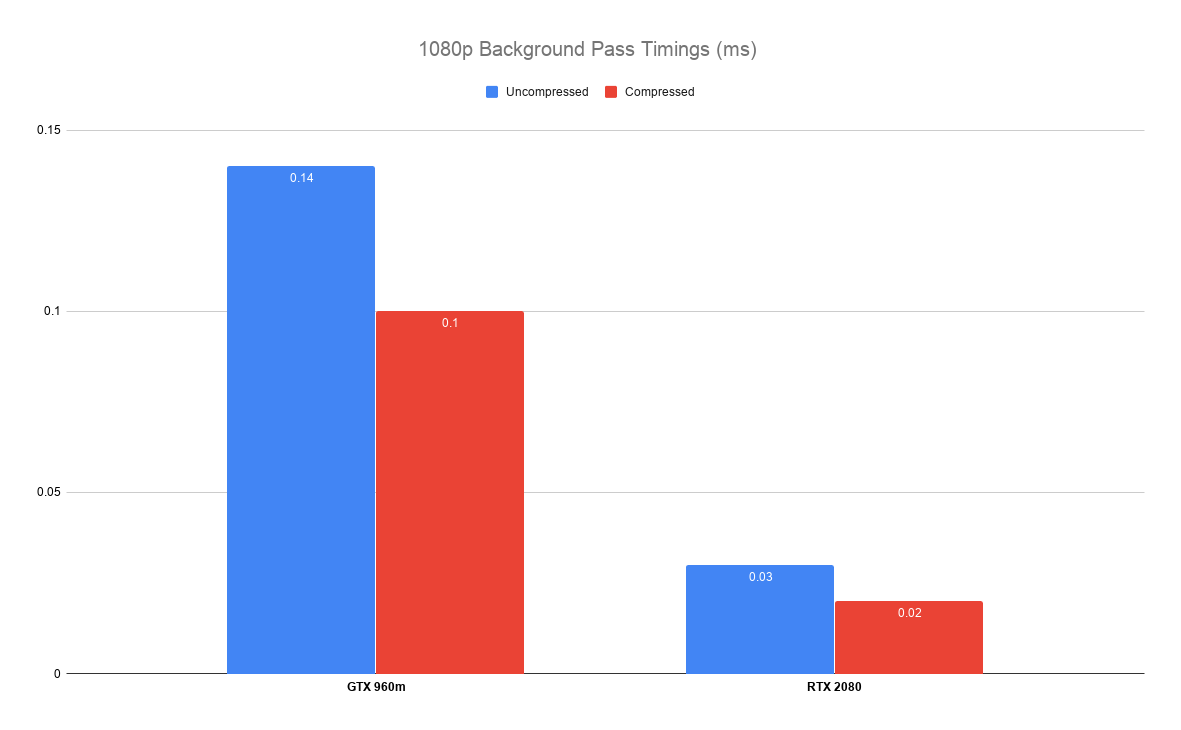 1080p Background Pass Timings (ms)
Uncompressed Compressed
0.15
0.14
0.1
0.1
0.05
0.03
0.02
0
GTX 960m RTX 2080